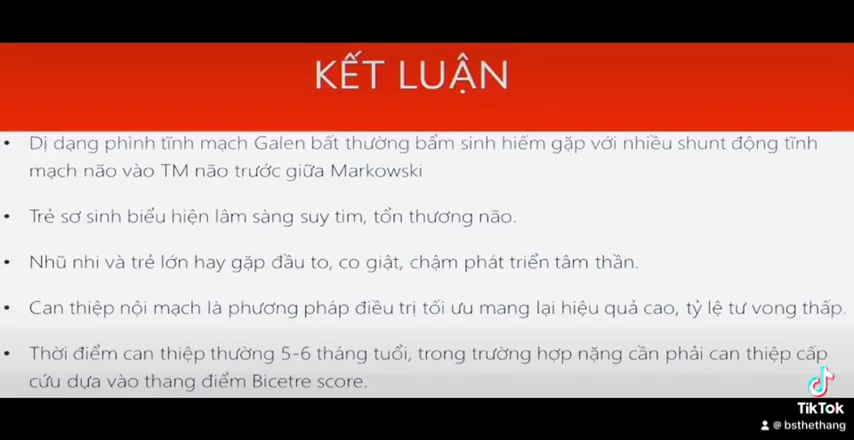 KẾT LUẬN
• Dị dạng phình tĩnh mạch Galen bất thường bẩm sinh hiếm gặp với nhiều shunt động tĩnh
mạch não vào TM não trước giữa Markowski
• Trẻ sơ sinh biểu hiện lâm sàng suy tim, tổn thương não.
• Nhũ nhi và trẻ lớn hay gặp đầu to, co giật, chậm phát triển tâm thần.
• Can thiệp nội mạch là phương pháp điều trị tối ưu mang lại hiệu quả cao, tỷ lệ tư vong thấp.
• Thời điểm can thiệp thường 5-6 tháng tuổi, trong trường hợp nặng cần phải can thiệp cấp
cứu dựa vào thang điểm Bicetre score.
TikTok
@ bsthethang